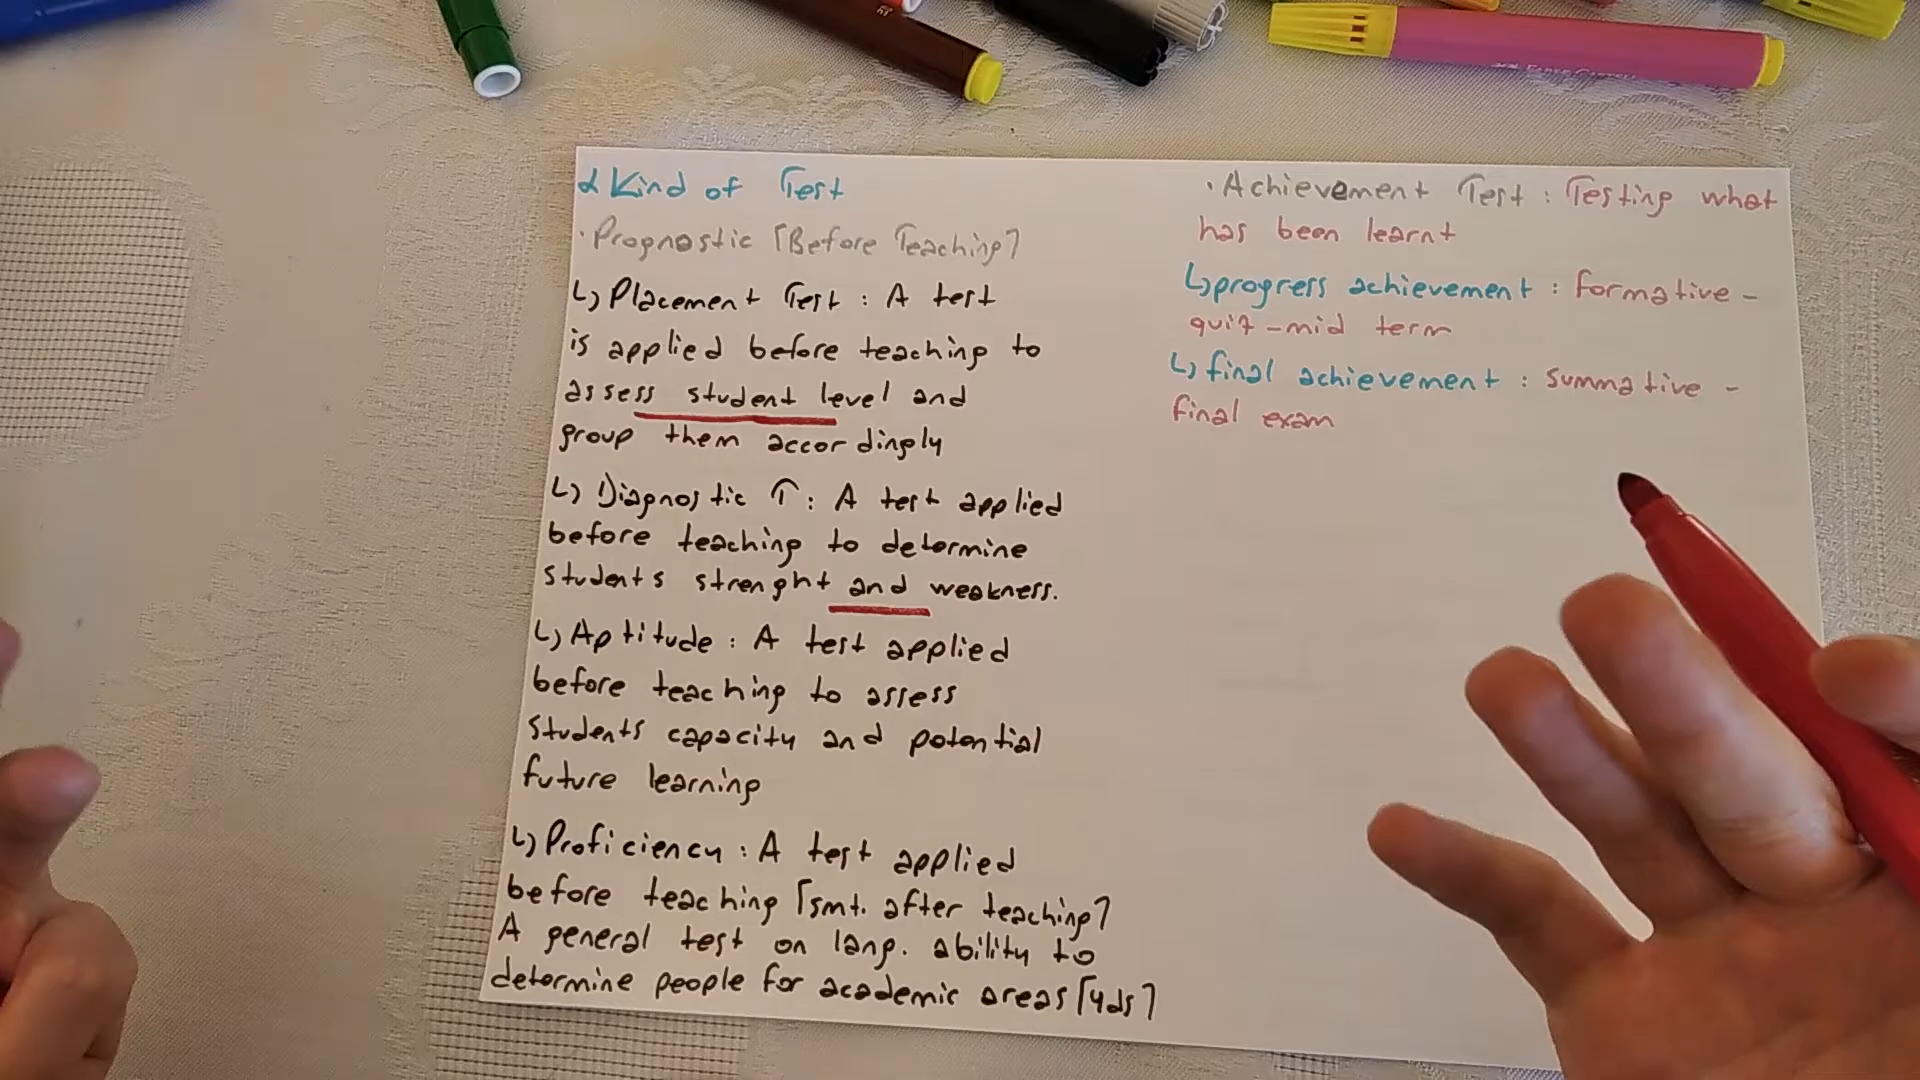 2 Kind of Test
· Prognostic [Before Teaching]
↳ Placement Test : A test
is applied before teaching to
assess student level and
group them accordingly
↳ Diagnostic T : A test applied
before teaching to determine
students strenght and weakness.
↳ Aptitude : A test applied
before teaching to assess
students capacity and potential
future learning
↳ Proficiency : A test applied
before teaching [smt. after teaching]
A general test on lang. ability to
determine people for academic areas [yds]
· Achievement Test : Testing what
has been learnt
↳ progress achievement : formative -
quiz - mid term
↳ final achievement : summative -
final exam